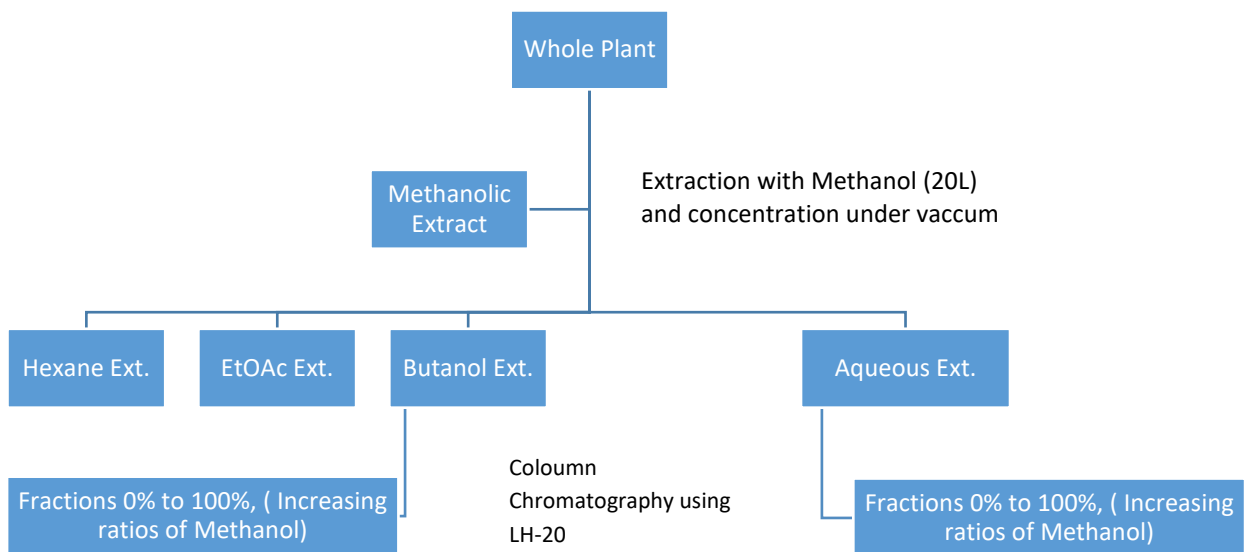 Whole Plant
Methanolic
Extract
Extraction with Methanol (20L)
and concentration under vaccum
Hexane Ext.
EtOAc Ext.
Butanol Ext.
Aqueous Ext.
Fractions 0% to 100%, ( Increasing
ratios of Methanol)
Coloumn
Chromatography using
LH-20
Fractions 0% to 100%, ( Increasing
ratios of Methanol)